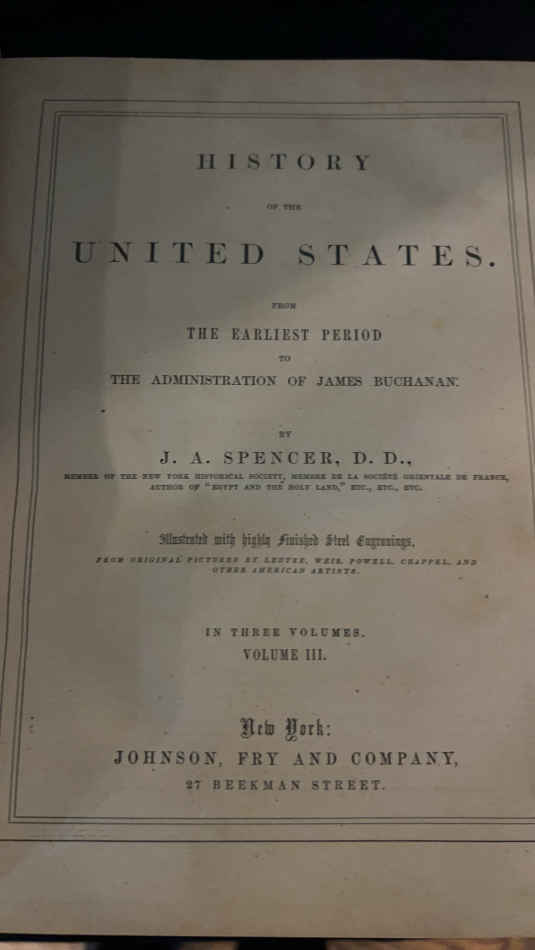 HISTORY
OF THE
UNITED STATES.
FROM
THE EARLIEST PERIOD
TO
THE ADMINISTRATION OF JAMES BUCHANAN.
BY
J. A. SPENCER, D. D.,
MEMBER OF THE NEW YORK HISTORICAL SOCIETY, MEMBRE DE LA SOCIÉTÉ ORIENTALE DE FRANCE,
AUTHOR OF "EGYPT AND THE HOLY LAND," ETC., ETC., ETC.
Illustrated with highly Finished Steel Engravings,
FROM ORIGINAL PICTURES BY LEUTZE, WEIR, POWELL, CHAPPEL, AND
OTHER AMERICAN ARTISTS.
IN THREE VOLUMES.
VOLUME III.
New York:
JOHNSON, FRY AND COMPANY,
27 BEEKMAN STREET.